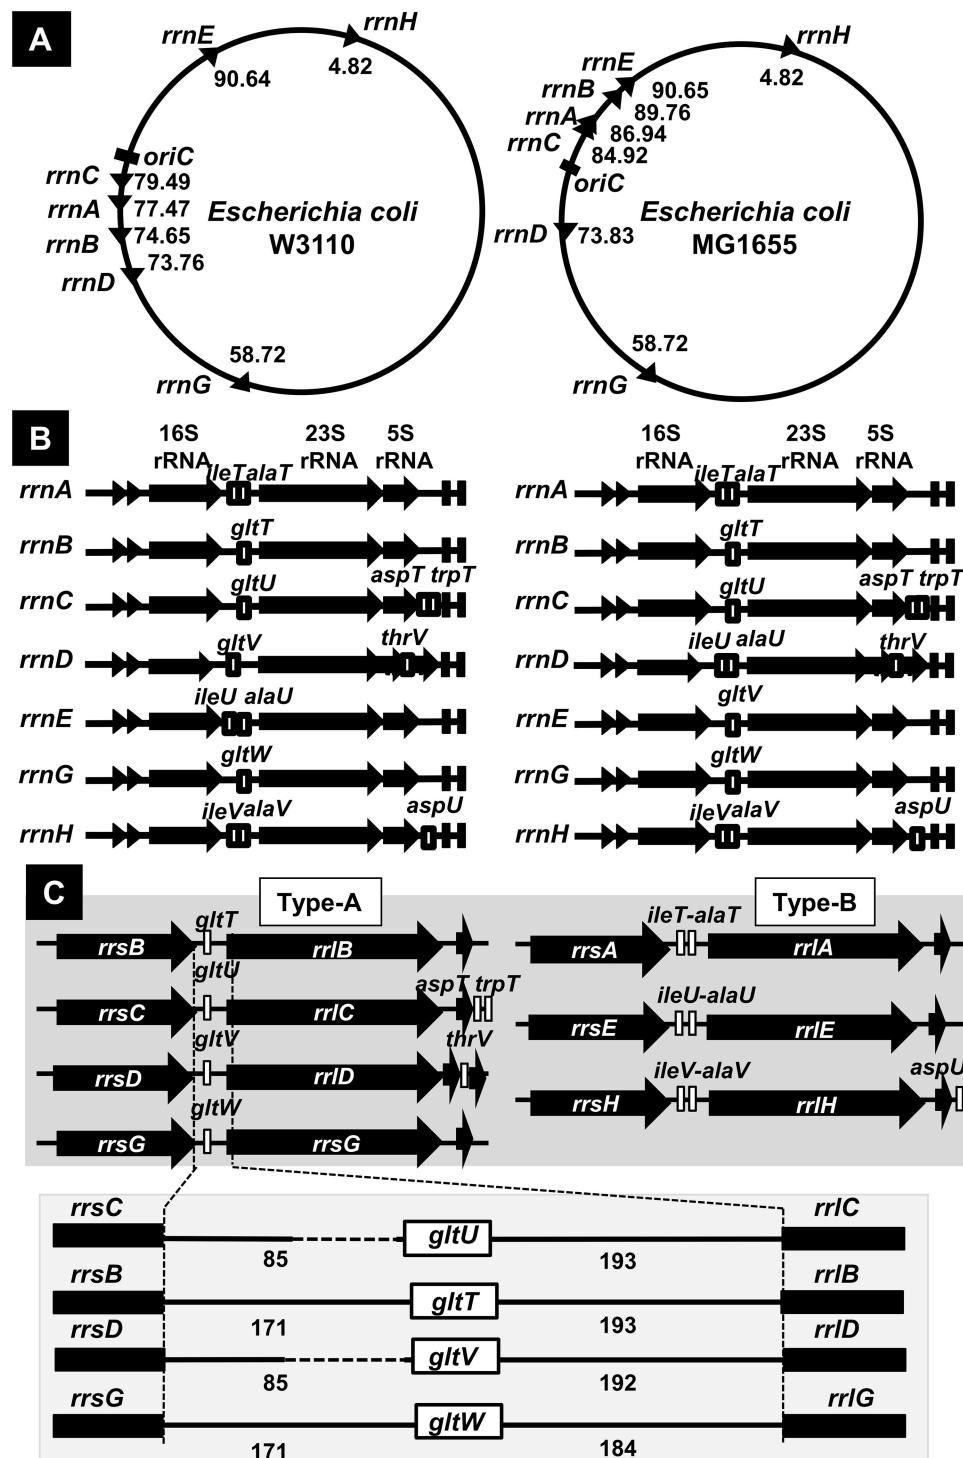 A
rrnE
rrnH
90.64
4.82
oriC
rrnC
79.49
rrnA
77.47
rrnB
74.65
rrnD
73.76
Escherichia coli
W3110
58.72
rrnG
rrnH
4.82
rrnE
90.65
rrnB
89.76
rrnA
86.94
rrnC
84.92
oriC
rrnD
73.83
Escherichia coli
MG1655
58.72
rrnG
B
16S rRNA
23S rRNA
5S rRNA
rrnA
ileT alaT
rrnB
gltT
rrnC
gltU
aspT trpT
rrnD
gltV
thrV
rrnE
ileU alaU
rrnG
gltW
rrnH
ileV alaV
aspU
16S rRNA
23S rRNA
5S rRNA
rrnA
ileT alaT
rrnB
gltT
rrnC
gltU
aspT trpT
rrnD
ileU alaU
thrV
rrnE
gltV
rrnG
gltW
rrnH
ileV alaV
aspU
C
Type-A
gltT
rrsB
rrlB
gltU
aspT trpT
rrsC
rrlC
gltV
thrV
rrsD
rrlD
gltW
rrsG
rrsG
Type-B
ileT-alaT
rrsA
rrlA
ileU-alaU
rrsE
rrlE
ileV-alaV
aspU
rrsH
rrlH
rrsC
gltU
rrlC
85
193
rrsB
gltT
rrlB
171
193
rrsD
gltV
rrlD
85
192
rrsG
gltW
rrlG
171
184